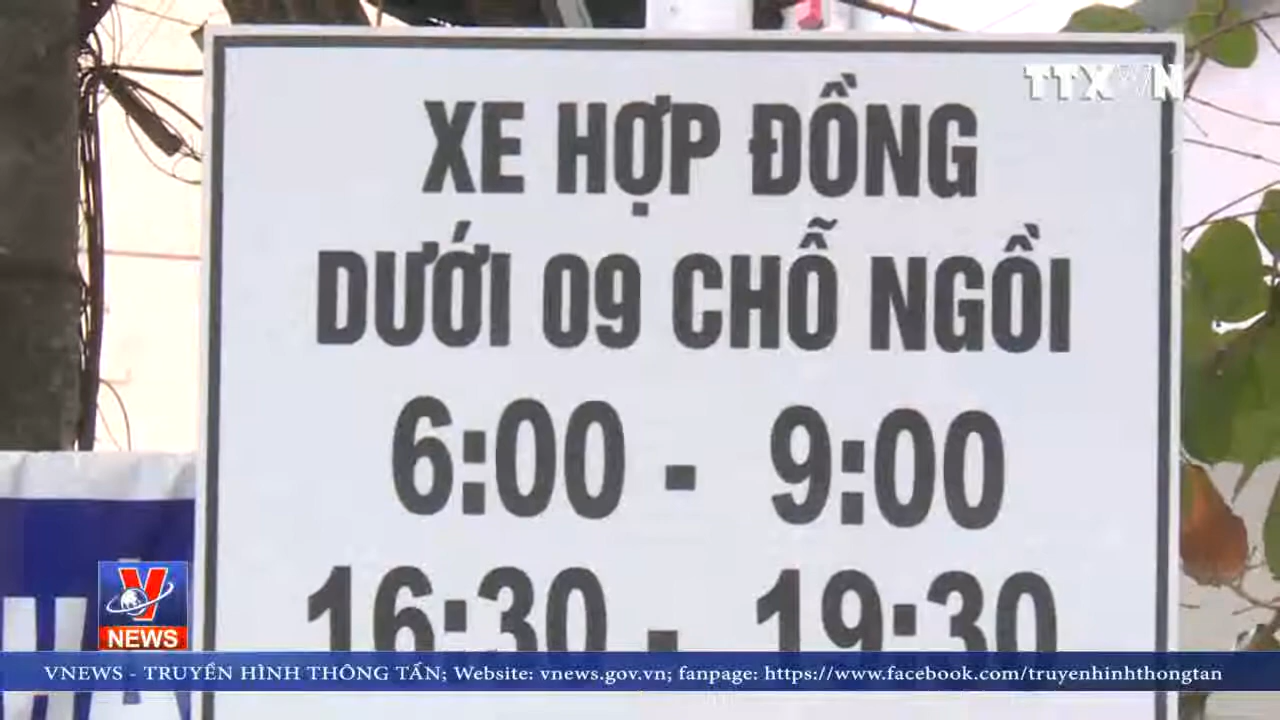 TTXVN
XE HỢP ĐỒNG
DƯỚI 09 CHỖ NGỒI
6:00 - 9:00
16:30 - 19:30
V
NEWS
VNEWS - TRUYỀN HÌNH THÔNG TẤN; Website: vnews.gov.vn; fanpage: https://www.facebook.com/truyenhinhthongtan